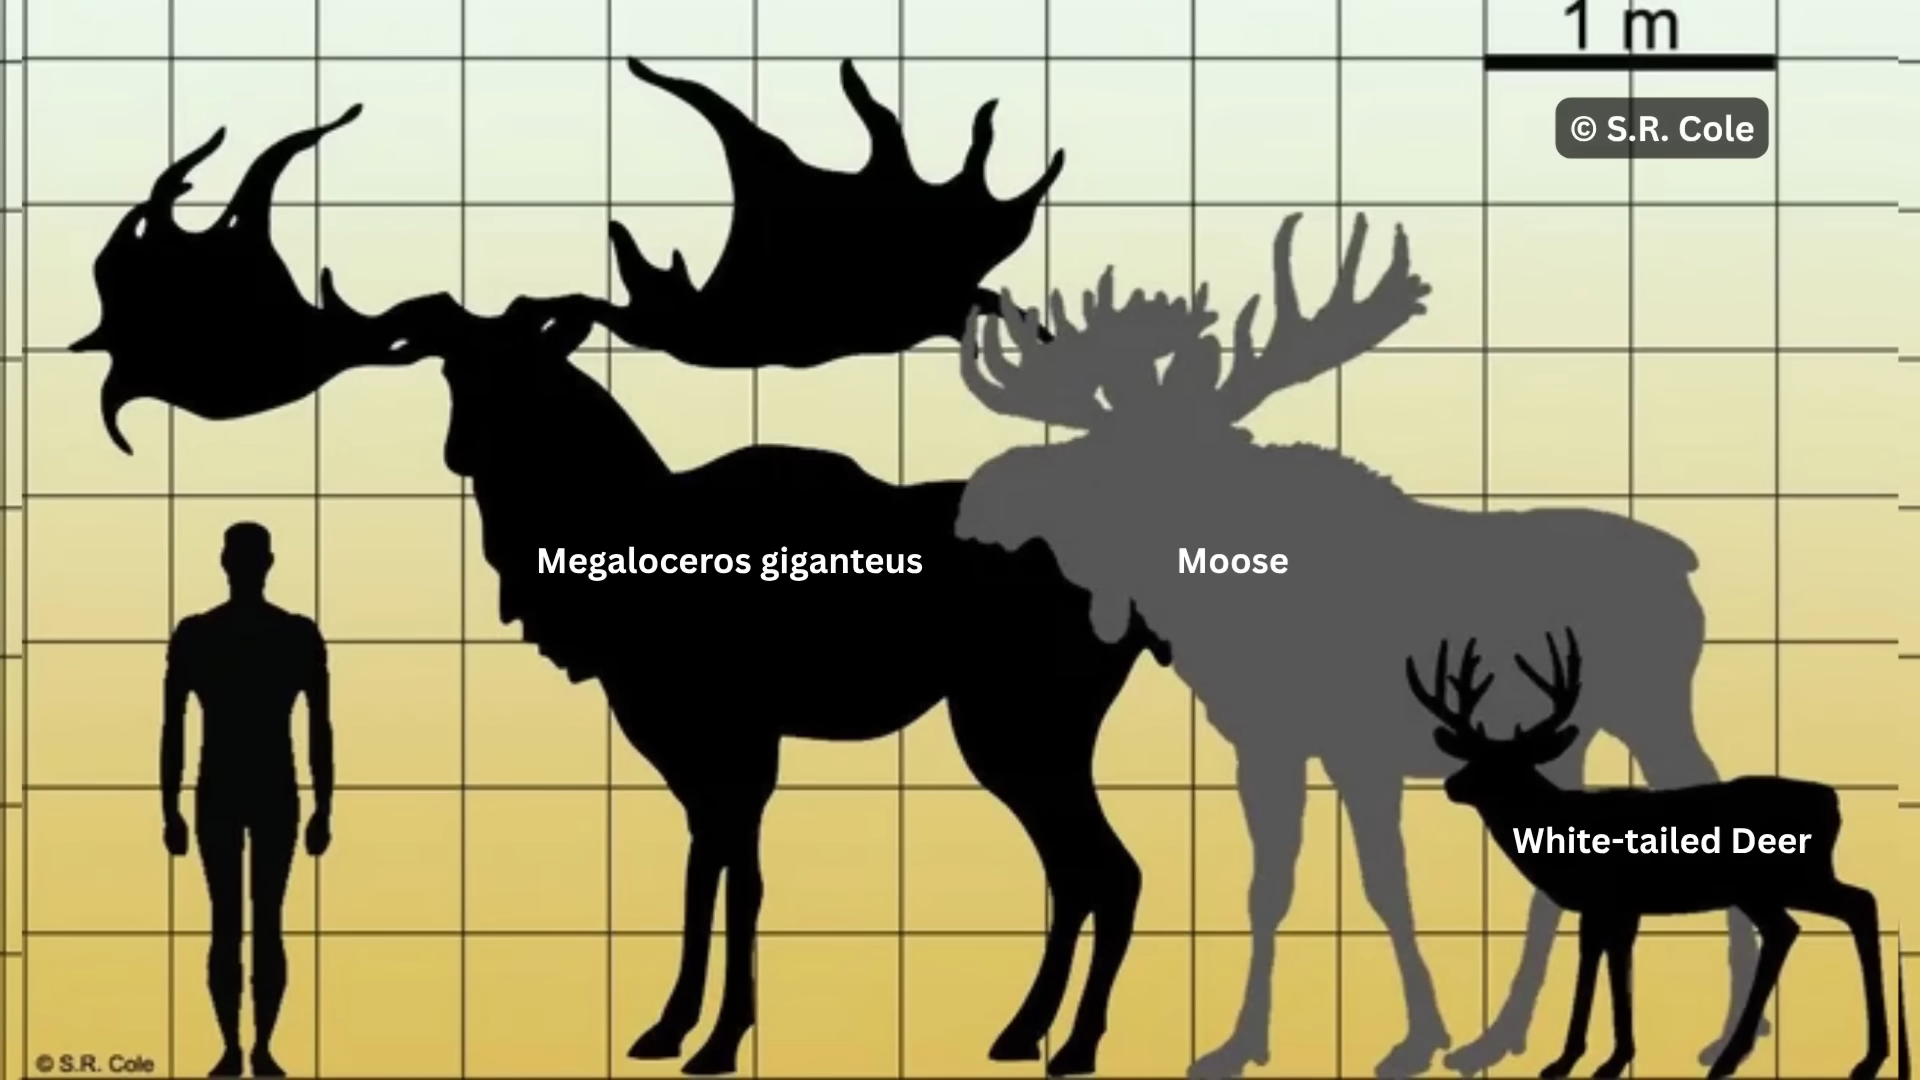 1 m
© S.R. Cole
Megaloceros giganteus
Moose
White-tailed Deer
© S.R. Cole